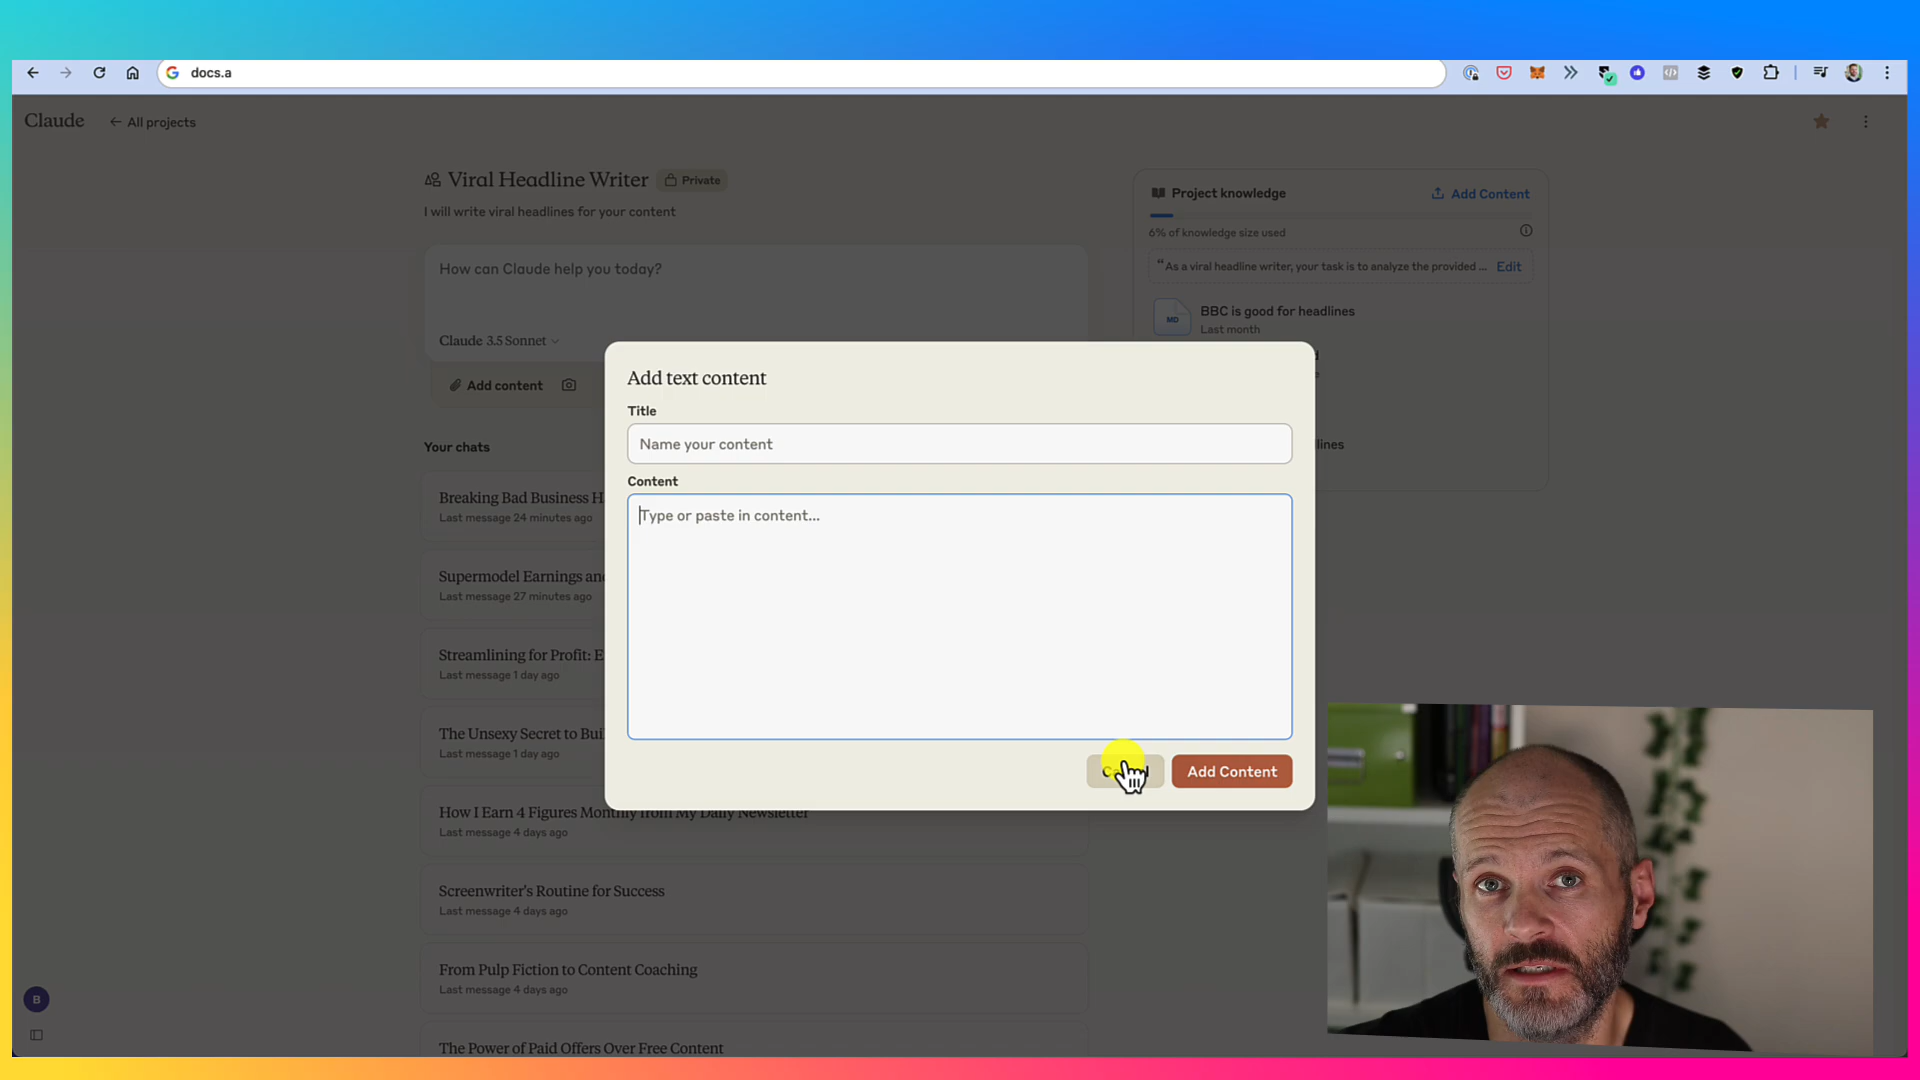 docs.a
Claude
All projects
Viral Headline Writer
Private
I will write viral headlines for your content
How can Claude help you today?
Claude 3.5 Sonnet
Add content
Your chats
Breaking Bad Business H
Last message 24 minutes ago
Supermodel Earnings an
Last message 27 minutes ago
Streamlining for Profit: E
Last message 1 day ago
The Unsexy Secret to Bui
Last message 1 day ago
How I Earn 4 Figures Monthly from My Daily Newsletter
Last message 4 days ago
Screenwriter's Routine for Success
Last message 4 days ago
From Pulp Fiction to Content Coaching
Last message 4 days ago
The Power of Paid Offers Over Free Content
B
Project knowledge
Add Content
6% of knowledge size used
“As a viral headline writer, your task is to analyze the provided ...
Edit
MD
BBC is good for headlines
Last month
lines
Add text content
Title
Name your content
Content
Type or paste in content...
Add Content